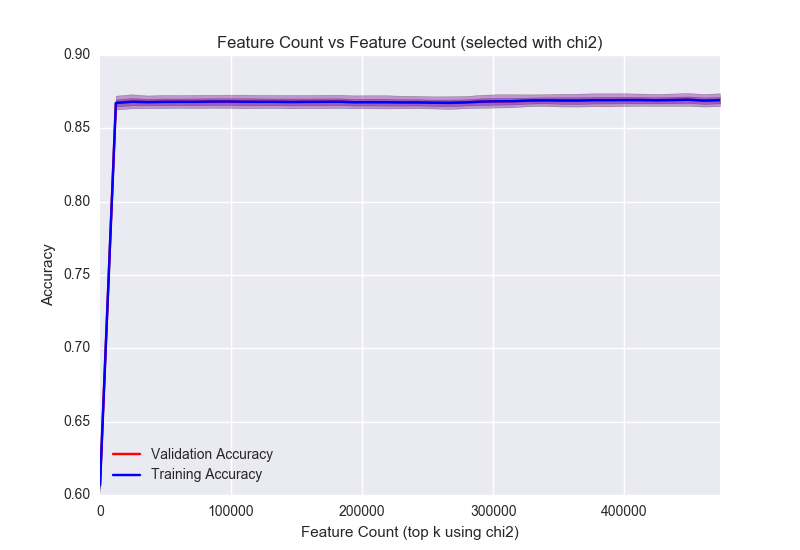 Feature Count vs Feature Count (selected with chi2)
0.90
0.85
0.80
0.75
0.70
0.65
0.60
Accuracy
Validation Accuracy
Training Accuracy
0 100000 200000 300000 400000
Feature Count (top k using chi2)